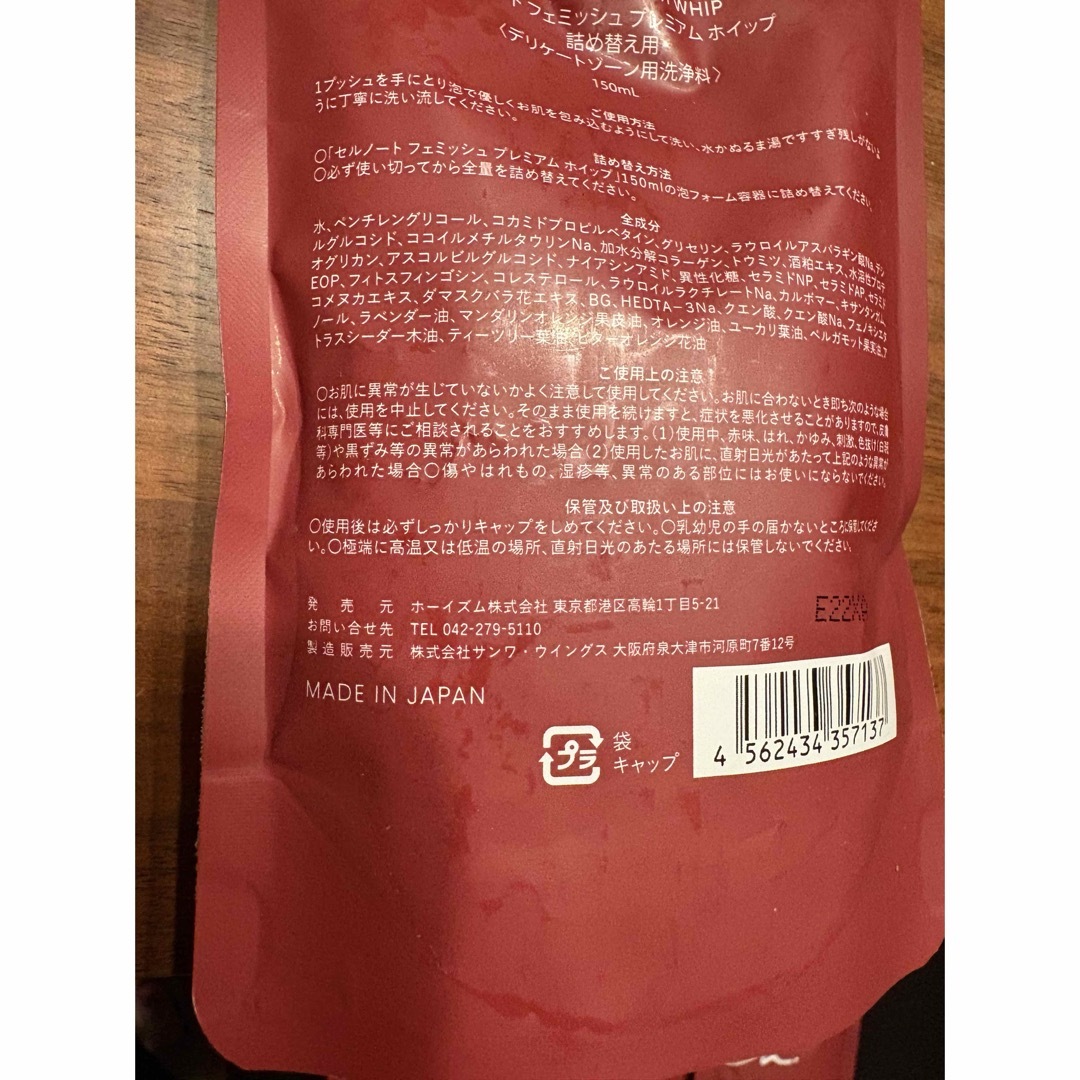 WHIP
フェミッシュ プレミアム ホイップ
詰め替え用
〈デリケートゾーン用洗浄料〉
150mL
ご使用方法
1プッシュを手にとり泡で優しくお肌を包み込むようにして洗い、水かぬるま湯ですすぎ残しがないよ
うに丁寧に洗い流してください。
詰め替え方法
〇「セルノート フェミッシュ プレミアム ホイップ」150mlの泡フォーム容器に詰め替えてください。
〇必ず使い切ってから全量を詰め替えてください。
全成分
水、ペンチレングリコール、コカミドプロピルベタイン、グリセリン、ラウロイルアスパラギン酸Na、デシ
ルグルコシド、ココイルメチルタウリンNa、加水分解コラーゲン、トウミツ、酒粕エキス、水溶性プロテ
オグリカン、アスコルビルグルコシド、ナイアシンアミド、異性化糖、セラミドNP、セラミドAP、セラミド
EOP、フィトスフィンゴシン、コレステロール、ラウロイルラクチレートNa、カルボマー、キサンタンガム、
コメヌカエキス、ダマスクバラ花エキス、BG、HEDTA－3Na、クエン酸、クエン酸Na、フェノキシエタ
ノール、ラベンダー油、マンダリンオレンジ果皮油、オレンジ油、ユーカリ葉油、ベルガモット果実油、ア
トラスシーダー木油、ティーツリー葉油、ビターオレンジ花油
ご使用上の注意
〇お肌に異常が生じていないかよく注意して使用してください。お肌に合わないとき即ち次のような場合
には、使用を中止してください。そのまま使用を続けますと、症状を悪化させることがありますので、皮膚
科専門医等にご相談されることをおすすめします。(1)使用中、赤味、はれ、かゆみ、刺激、色抜け(白斑
等)や黒ずみ等の異常があらわれた場合(2)使用したお肌に、直射日光があたって上記のような異常が
あらわれた場合〇傷やはれもの、湿疹等、異常のある部位にはお使いにならないでください。
保管及び取扱い上の注意
〇使用後は必ずしっかりキャップをしめてください。〇乳幼児の手の届かないところに保管してくださ
い。〇極端に高温又は低温の場所、直射日光のあたる場所には保管しないでください。
発売元 ホーイズム株式会社 東京都港区高輪1丁目5-21
お問い合せ先 TEL 042-279-5110
製造販売元 株式会社サンワ・ウイングス 大阪府泉大津市河原町7番12号
MADE IN JAPAN
プラ
袋
キャップ
4 562434 357137